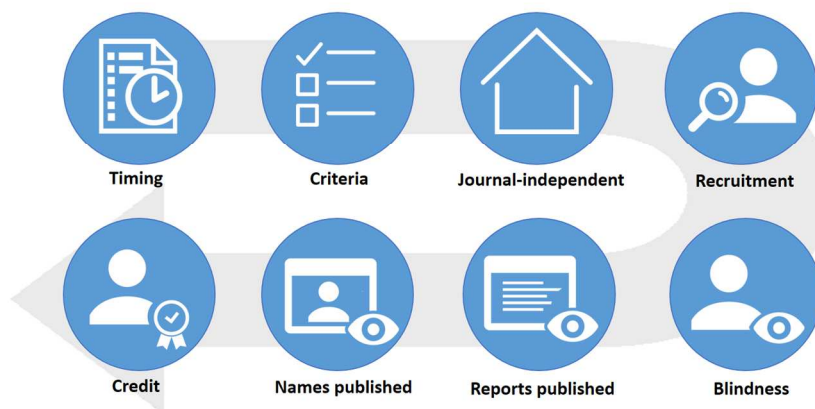 Timing
Criteria
Journal-independent
Recruitment
Credit
Names published
Reports published
Blindness